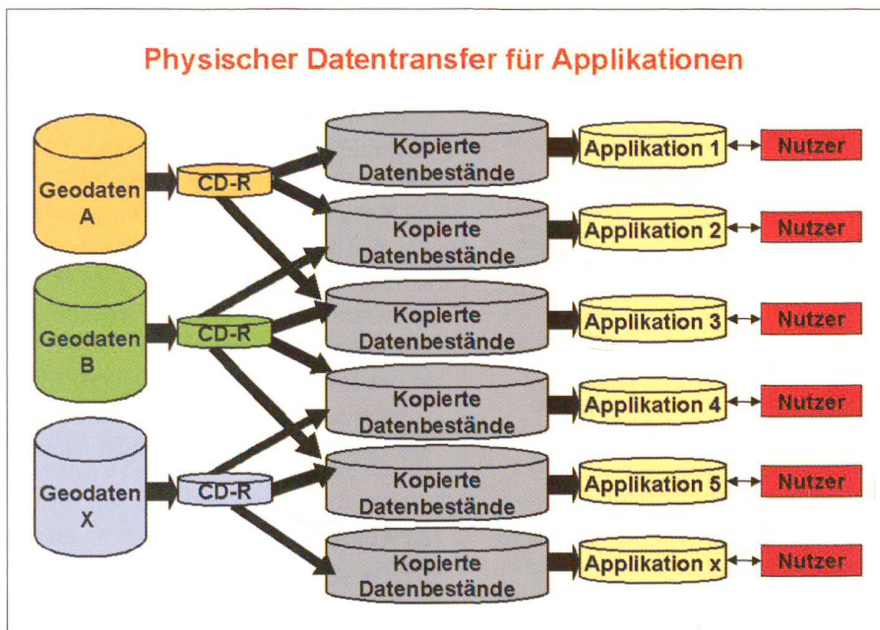 Physischer Datentransfer für Applikationen
Geodaten
A
CD-R
Kopierte
Datenbestände
Applikation 1
Nutzer
Kopierte
Datenbestände
Applikation 2
Nutzer
Geodaten
B
CD-R
Kopierte
Datenbestände
Applikation 3
Nutzer
Kopierte
Datenbestände
Applikation 4
Nutzer
Geodaten
X
CD-R
Kopierte
Datenbestände
Applikation 5
Nutzer
Kopierte
Datenbestände
Applikation x
Nutzer